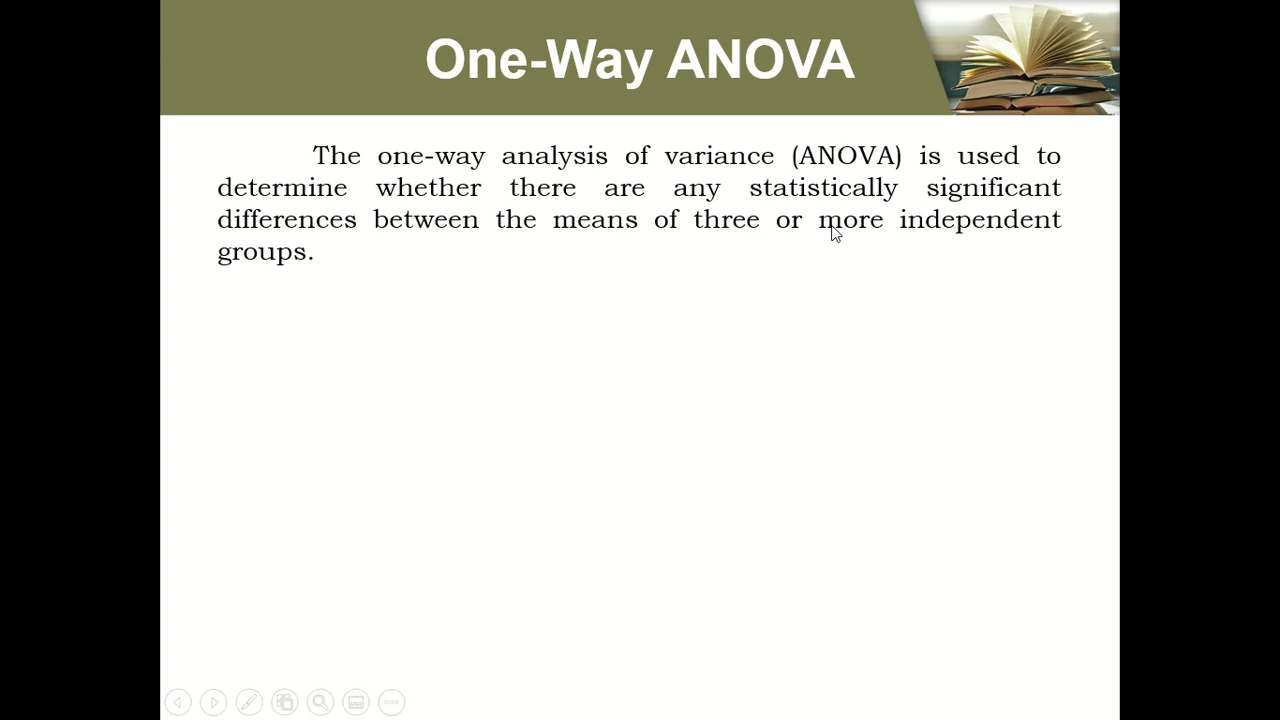 One-Way ANOVA
The one-way analysis of variance (ANOVA) is used to
determine whether there are any statistically significant
differences between the means of three or more independent
groups.